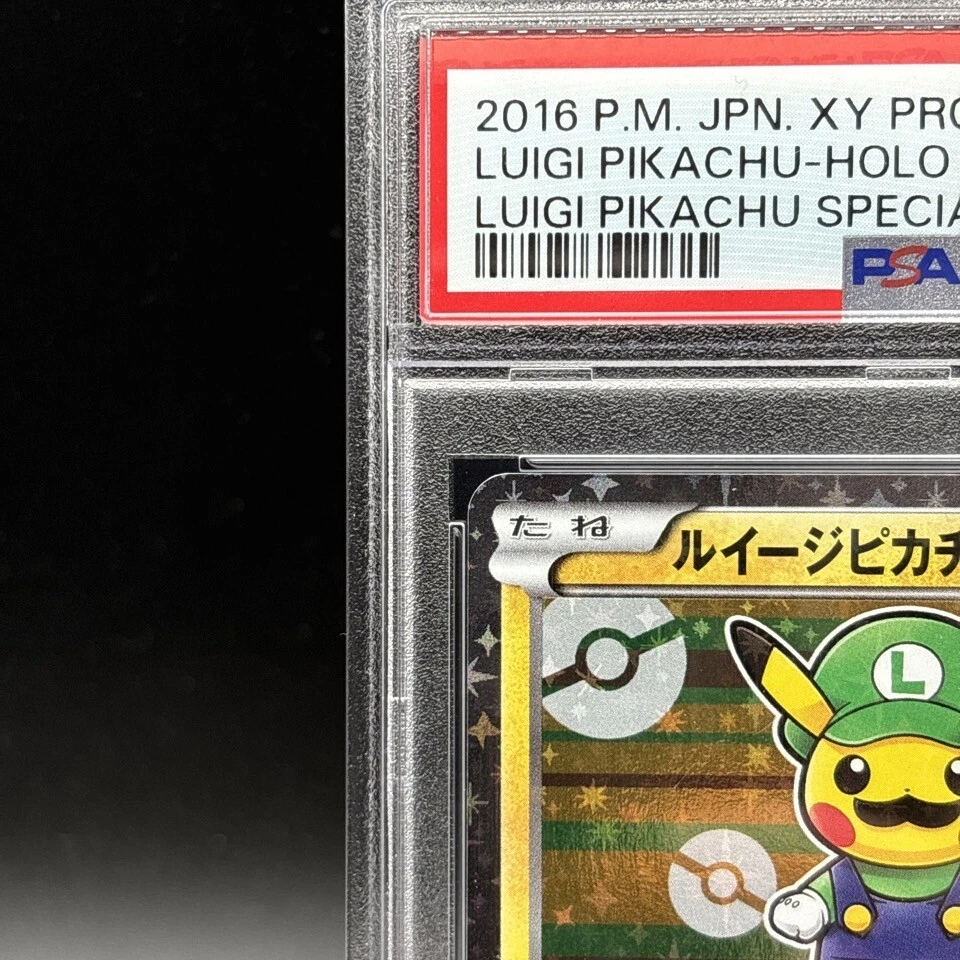 2016 P.M. JPN. XY PRO
LUIGI PIKACHU-HOLO
LUIGI PIKACHU SPECIA
PSA
たね
ルイージピカチ
L